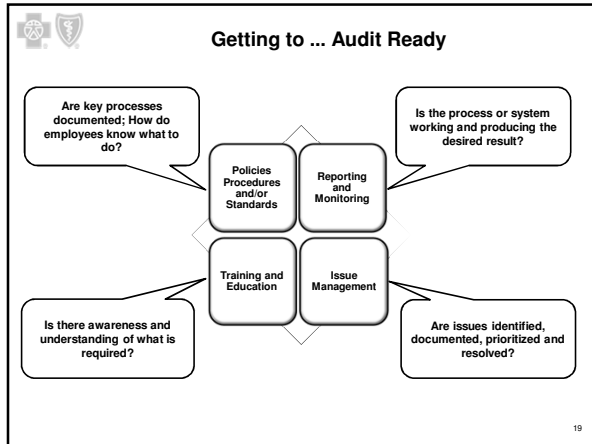 Getting to ... Audit Ready
Are key processes
documented; How do
employees know what to
do?
Is the process or system
working and producing the
desired result?
Policies
Procedures
and/or
Standards
Reporting
and
Monitoring
Training and
Education
Issue
Management
Is there awareness and
understanding of what is
required?
Are issues identified,
documented, prioritized and
resolved?
19